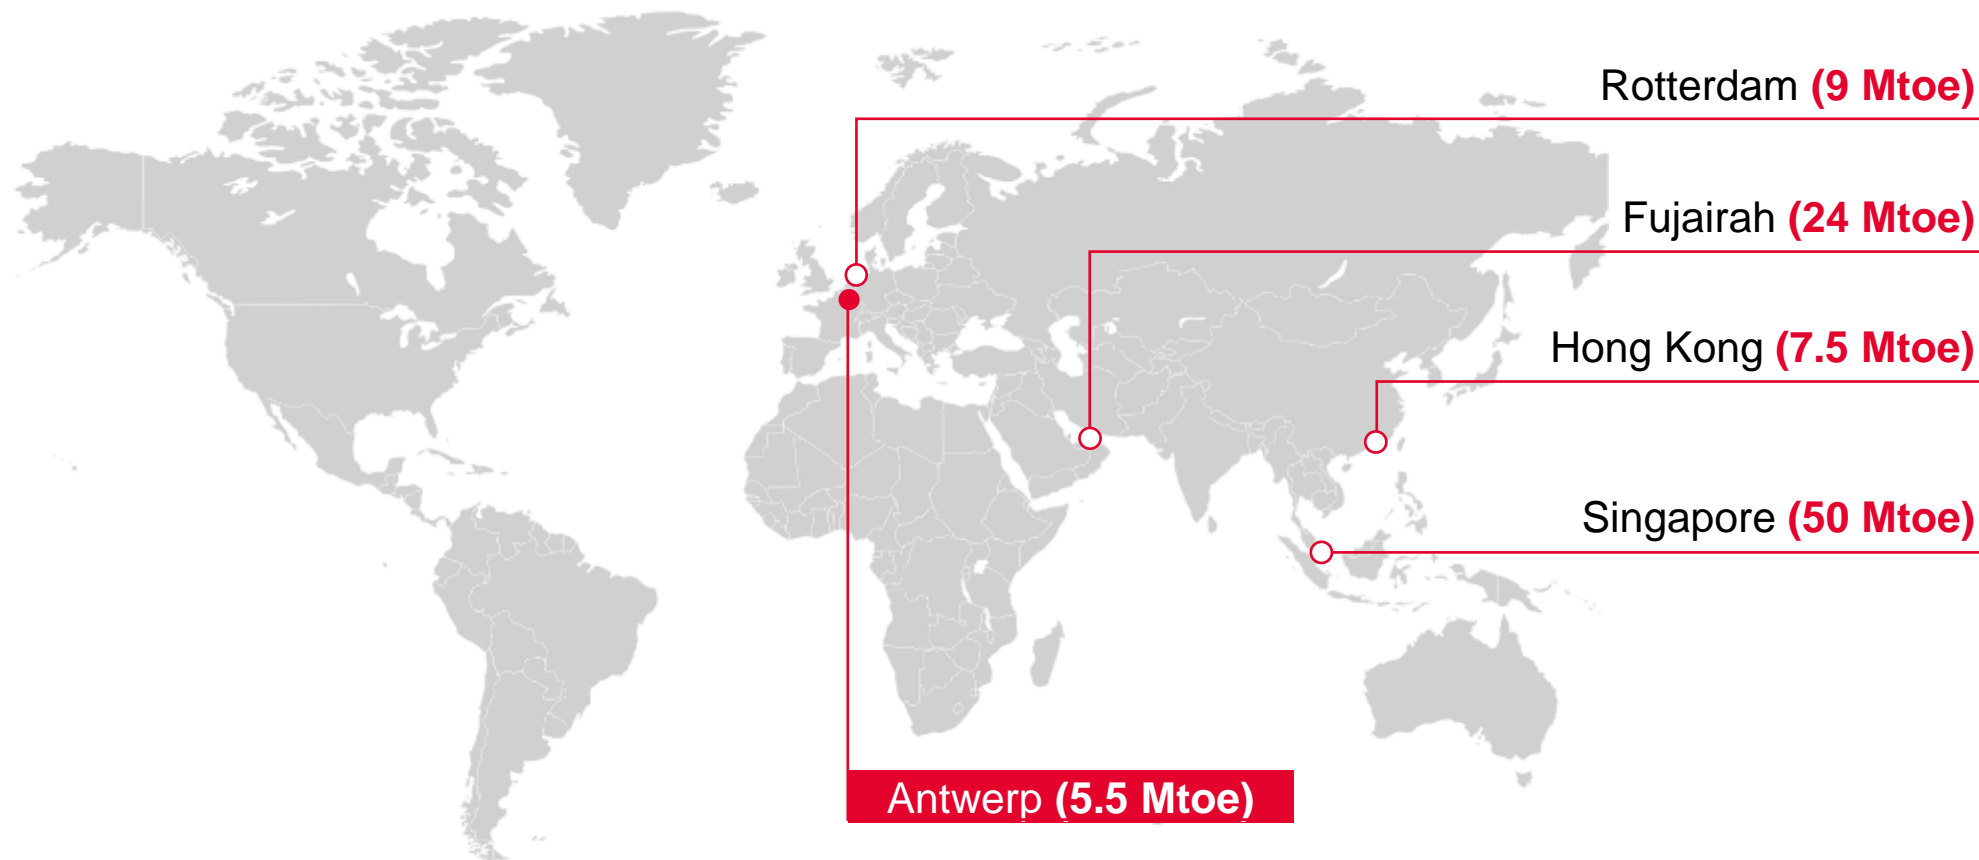 Rotterdam (9 Mtoe)
Fujairah (24 Mtoe)
Hong Kong (7.5 Mtoe)
Singapore (50 Mtoe)
Antwerp (5.5 Mtoe)